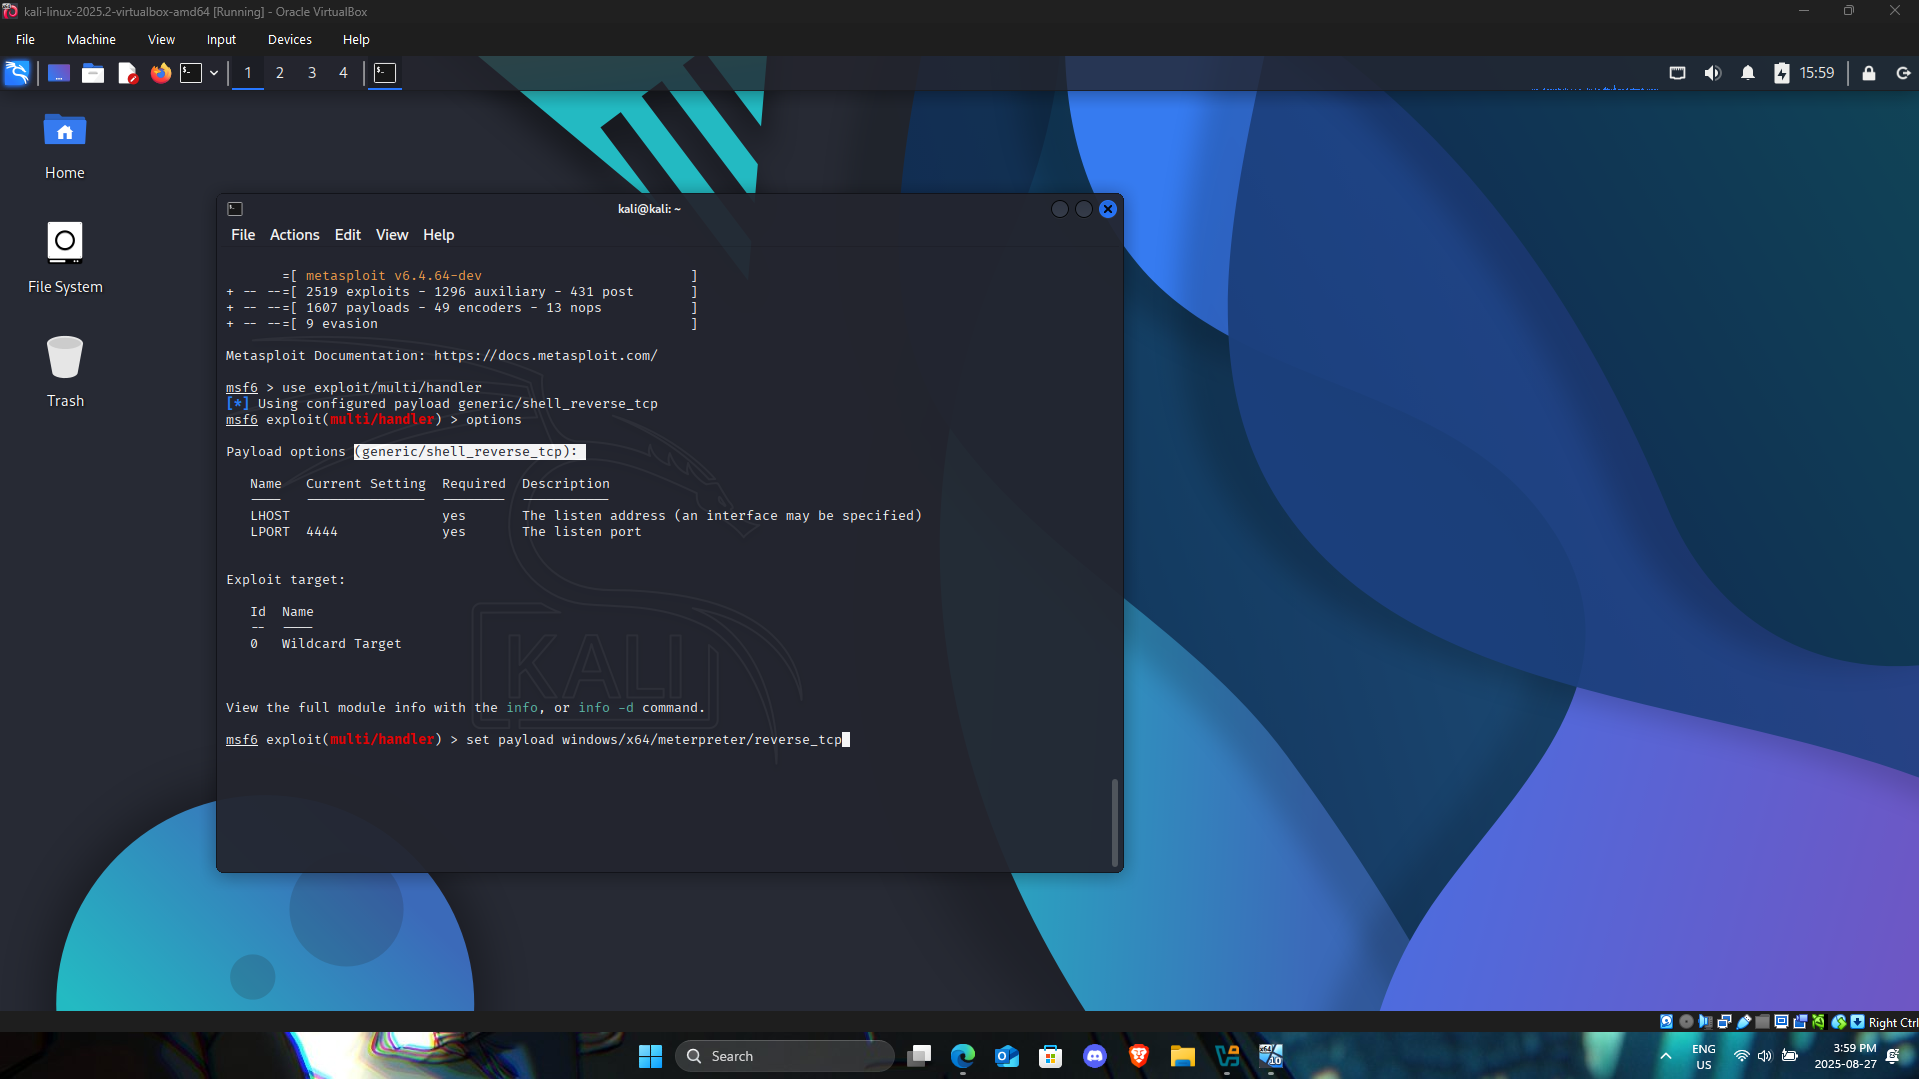 kali-linux-2025.2-virtualbox-amd64 [Running] - Oracle VirtualBox
File Machine View Input Devices Help
1 2 3 4 15:59
Home
File System
Trash
kali@kali: ~
File Actions Edit View Help
=[ metasploit v6.4.64-dev ]
+ -- --=[ 2519 exploits - 1296 auxiliary - 431 post ]
+ -- --=[ 1607 payloads - 49 encoders - 13 nops ]
+ -- --=[ 9 evasion ]
Metasploit Documentation: https://docs.metasploit.com/
msf6 > use exploit/multi/handler
[*] Using configured payload generic/shell_reverse_tcp
msf6 exploit(multi/handler) > options
Payload options (generic/shell_reverse_tcp):
Name Current Setting Required Description
---- --------------- -------- -----------
LHOST yes The listen address (an interface may be specified)
LPORT 4444 yes The listen port
Exploit target:
Id Name
-- ----
0 Wildcard Target
View the full module info with the info, or info -d command.
msf6 exploit(multi/handler) > set payload windows/x64/meterpreter/reverse_tcp
KALI
Right Ctrl
Search
ENG
US
3:59 PM
2025-08-27